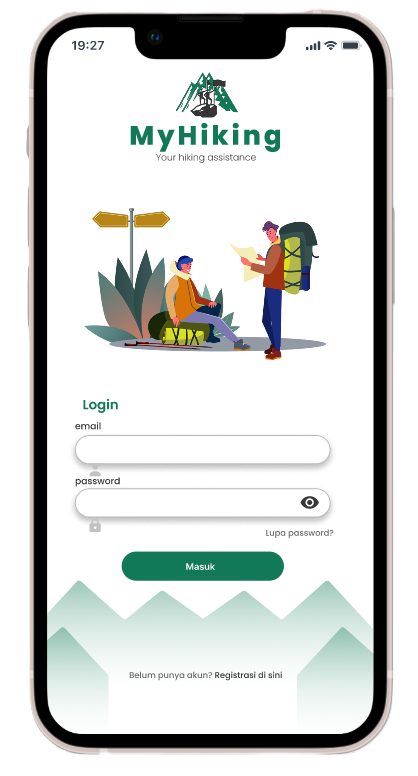 19:27
MyHiking
Your hiking assistance
Login
email
password
Lupa password?
Masuk
Belum punya akun? Registrasi di sini